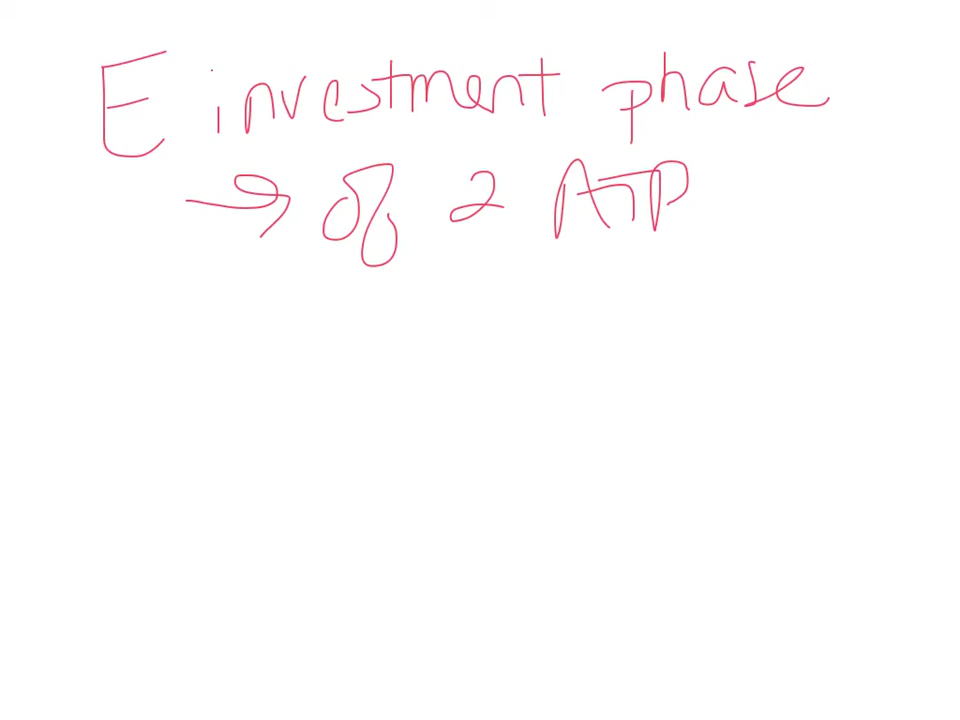 E investment phase
→ of 2 ATP